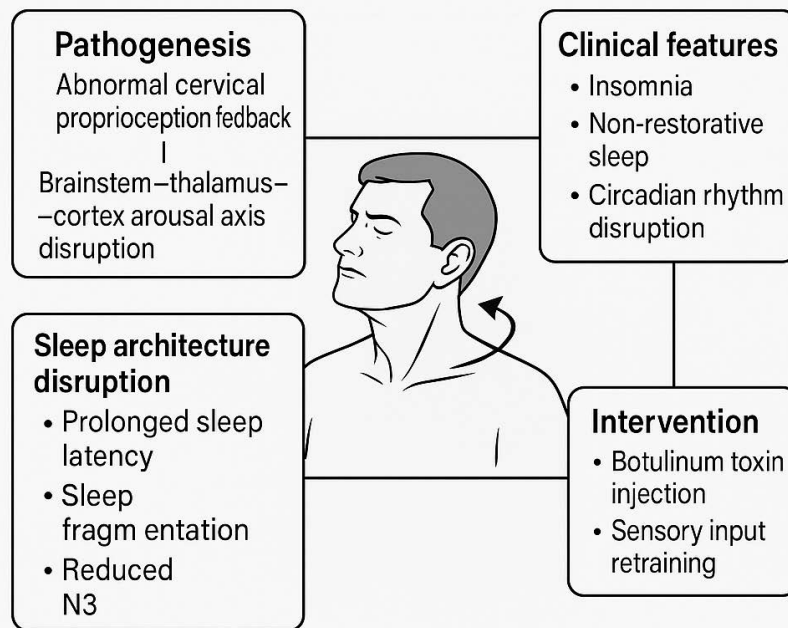 Pathogenesis
Abnormal cervical
proprioception fedback
Brainstem–thalamus–
–cortex arousal axis
disruption
Clinical features
• Insomnia
• Non-restorative
sleep
• Circadian rhythm
disruption
Sleep architecture
disruption
• Prolonged sleep
latency
• Sleep
fragm entation
• Reduced
N3
Intervention
• Botulinum toxin
injection
• Sensory input
retraining